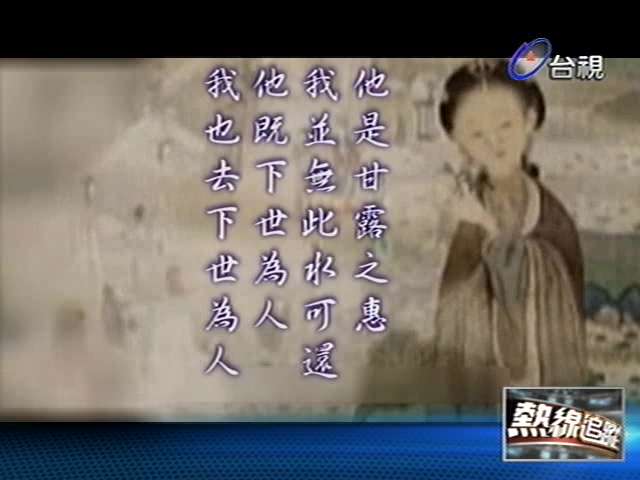 他是甘露之惠
我並無此水可還
他既下世為人
我也去下世為人
台視
熱線追蹤